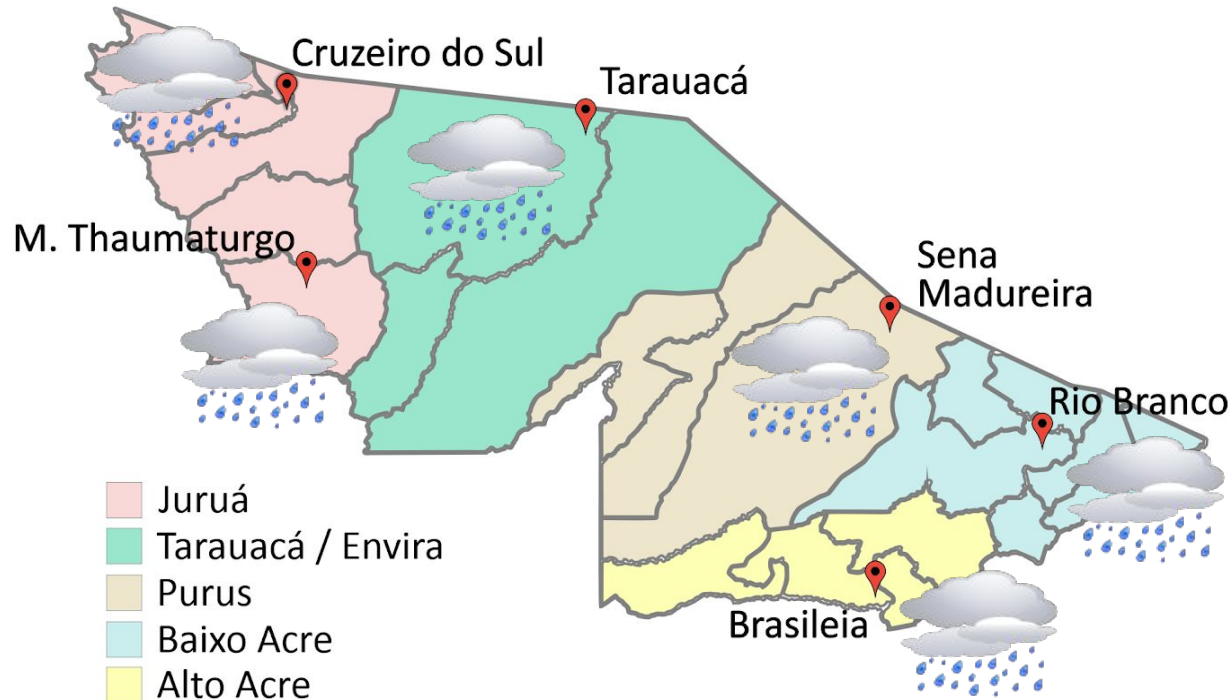 Cruzeiro do Sul
Tarauacá
M. Thaumaturgo
Sena
Madureira
Rio Branco
Brasileia
Juruá
Tarauacá / Envira
Purus
Baixo Acre
Alto Acre